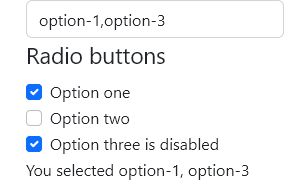 option-1,option-3
Radio buttons
Option one
Option two
Option three is disabled
You selected option-1, option-3